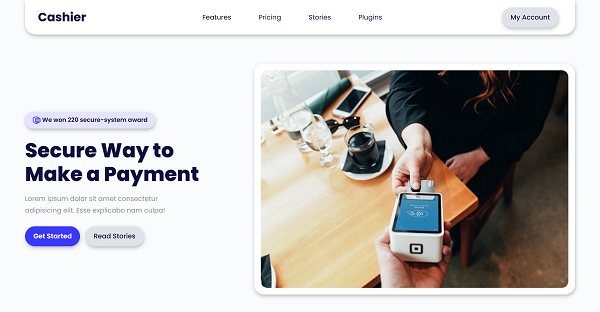 Cashier
Features
Pricing
Stories
Plugins
My Account
We won 220 secure-system award
Secure Way to
Make a Payment
Lorem ipsum dolor sit amet consectetur
adipisicing elit. Esse explicabo nam culpa!
Get Started
Read Stories